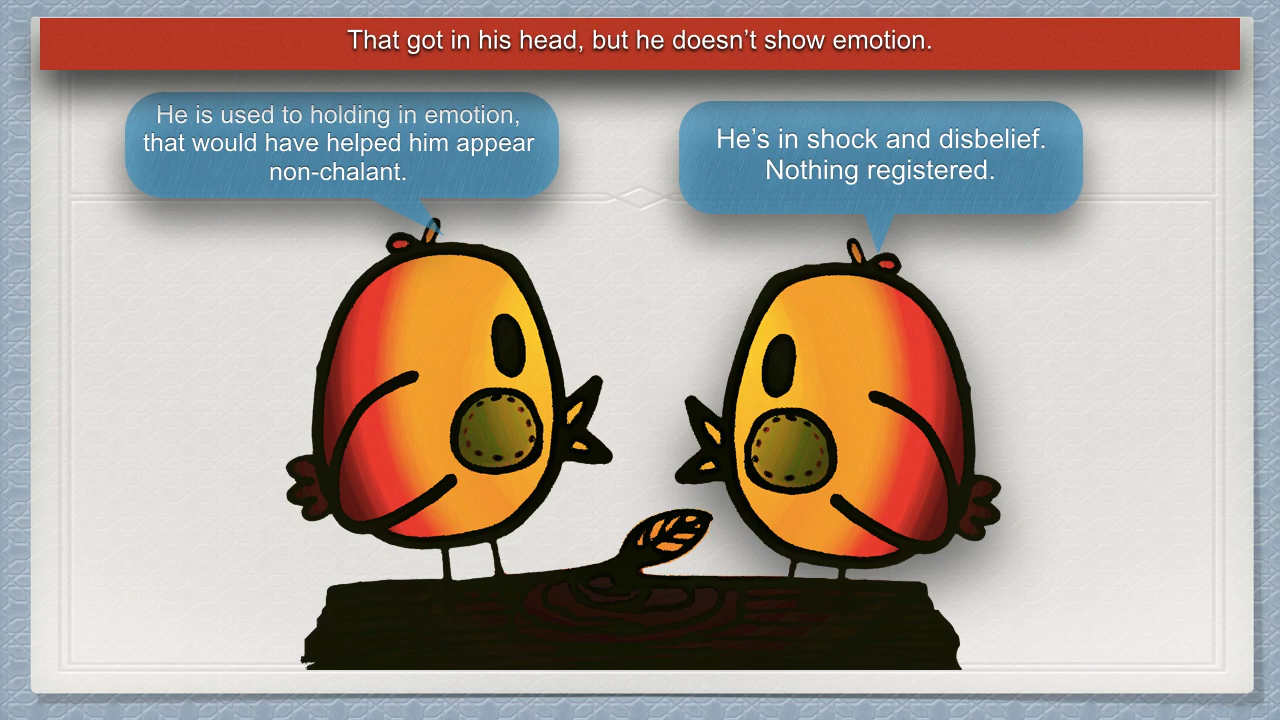 That got in his head, but he doesn’t show emotion.
He is used to holding in emotion,
that would have helped him appear
non-chalant.
He’s in shock and disbelief.
Nothing registered.